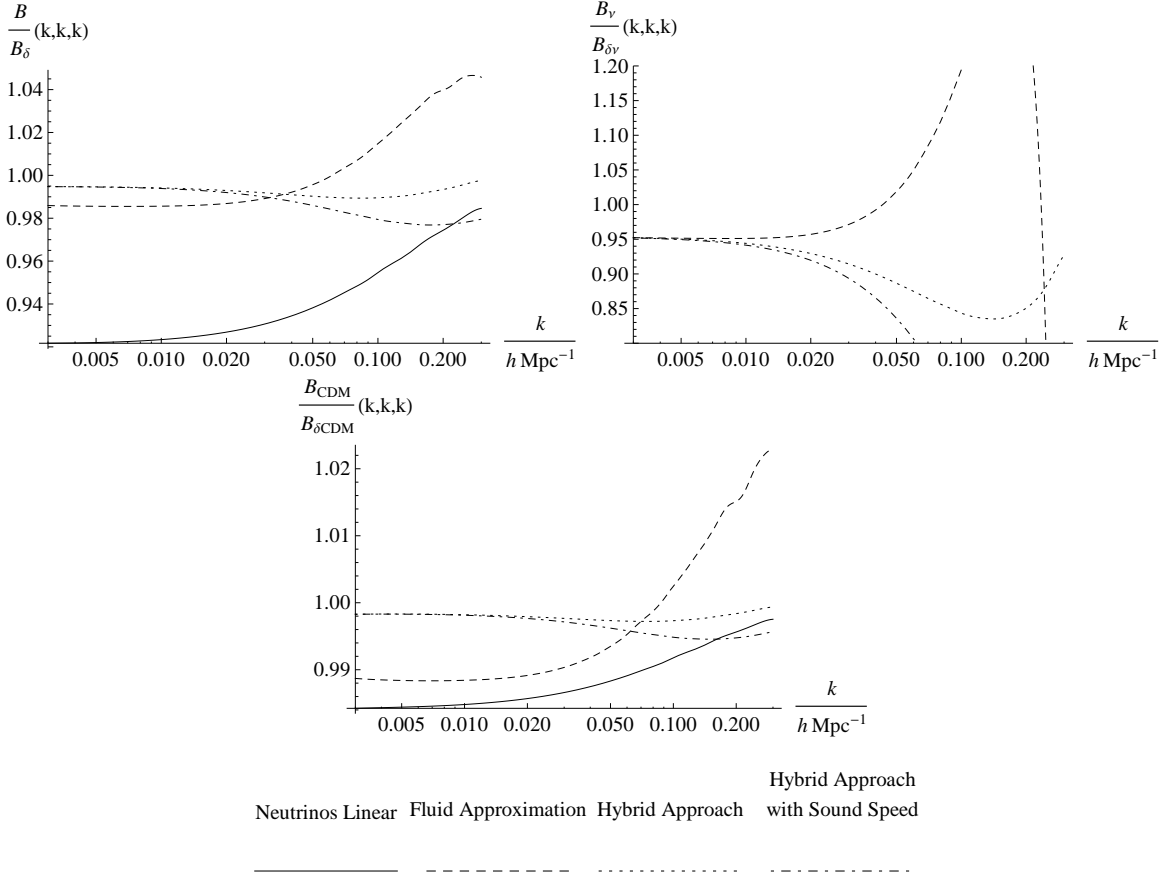 B/B_δ (k,k,k)
1.04
1.02
1.00
0.98
0.96
0.94
0.005 0.010 0.020 0.050 0.100 0.200
k / h Mpc⁻¹
B_ν/B_δν (k,k,k)
1.20
1.15
1.10
1.05
1.00
0.95
0.90
0.85
0.005 0.010 0.020 0.050 0.100 0.200
k / h Mpc⁻¹
B_CDM/B_δCDM (k,k,k)
1.02
1.01
1.00
0.99
0.005 0.010 0.020 0.050 0.100 0.200
k / h Mpc⁻¹
Neutrinos Linear
Fluid Approximation
Hybrid Approach
Hybrid Approach
with Sound Speed